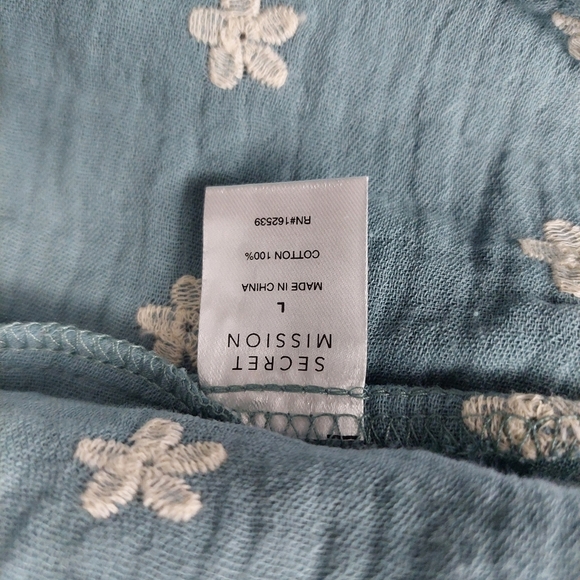 SECRET
MISSION
L
MADE IN CHINA
COTTON 100%
RN#162539